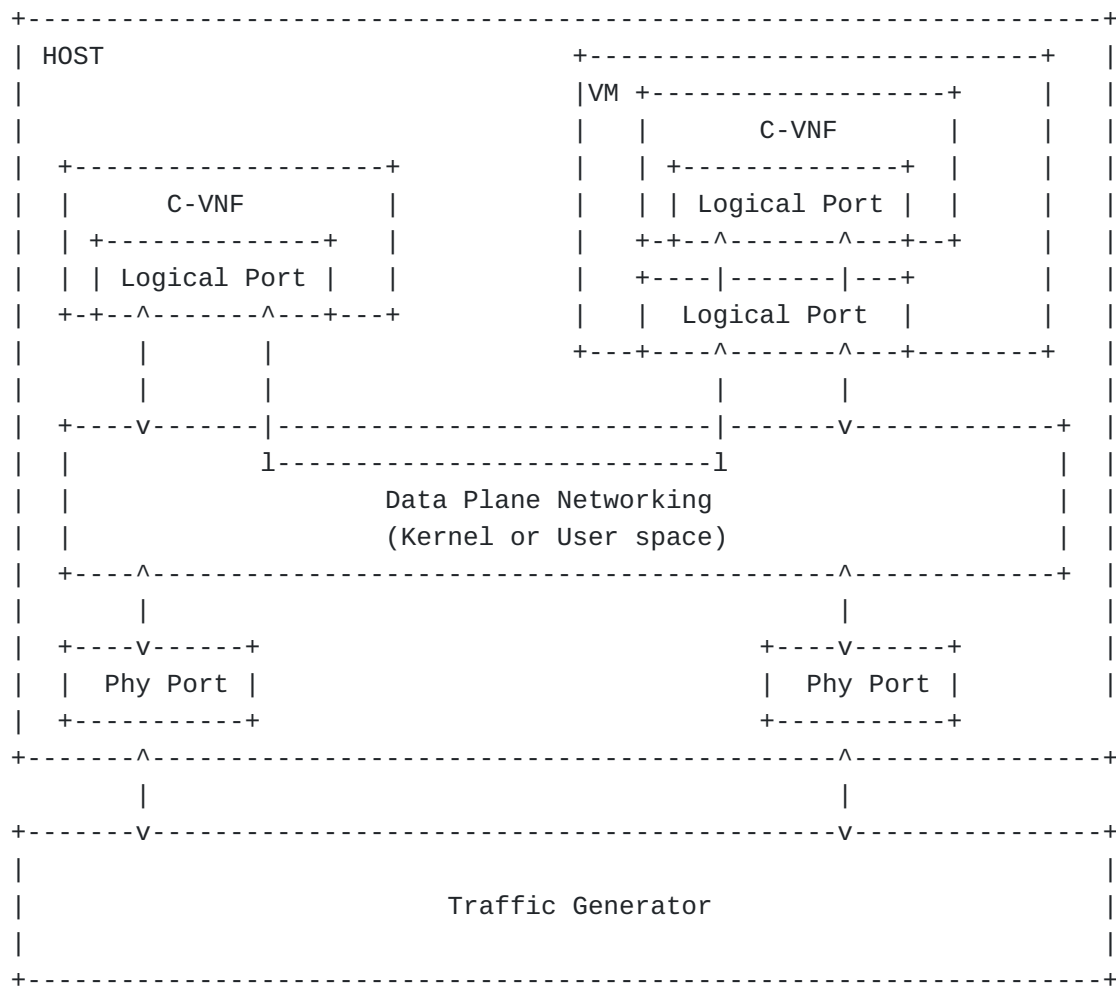 HOST
VM
C-VNF
C-VNF
Logical Port
Logical Port
Logical Port
Data Plane Networking
(Kernel or User space)
Phy Port Phy Port
Traffic Generator